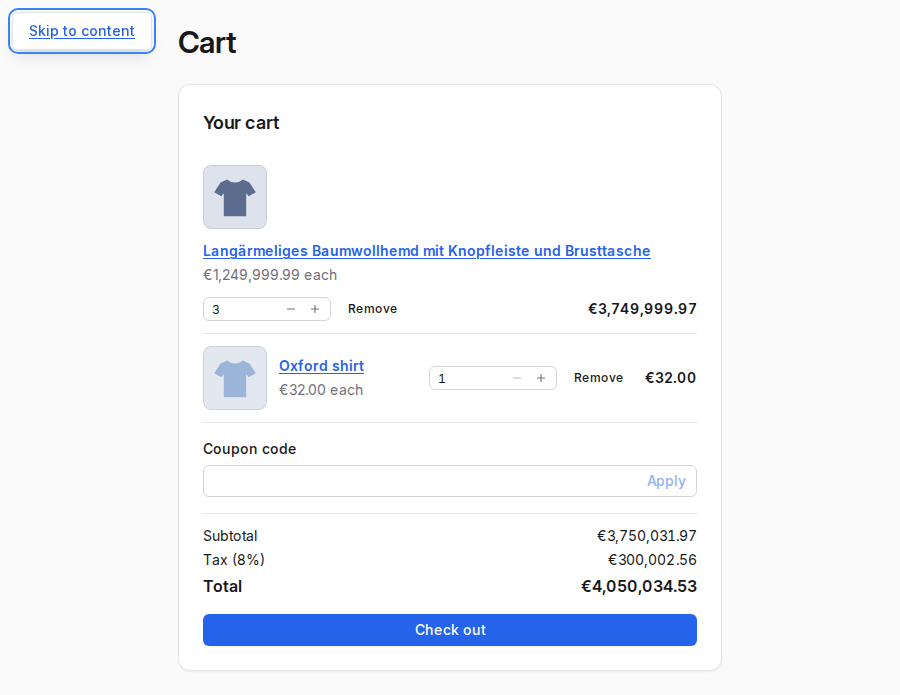 Skip to content
Cart
Your cart
Langärmeliges Baumwollhemd mit Knopfleiste und Brusttasche
€1,249,999.99 each
3 − + Remove €3,749,999.97
Oxford shirt
€32.00 each
1 − + Remove €32.00
Coupon code
Apply
Subtotal €3,750,031.97
Tax (8%) €300,002.56
Total €4,050,034.53
Check out